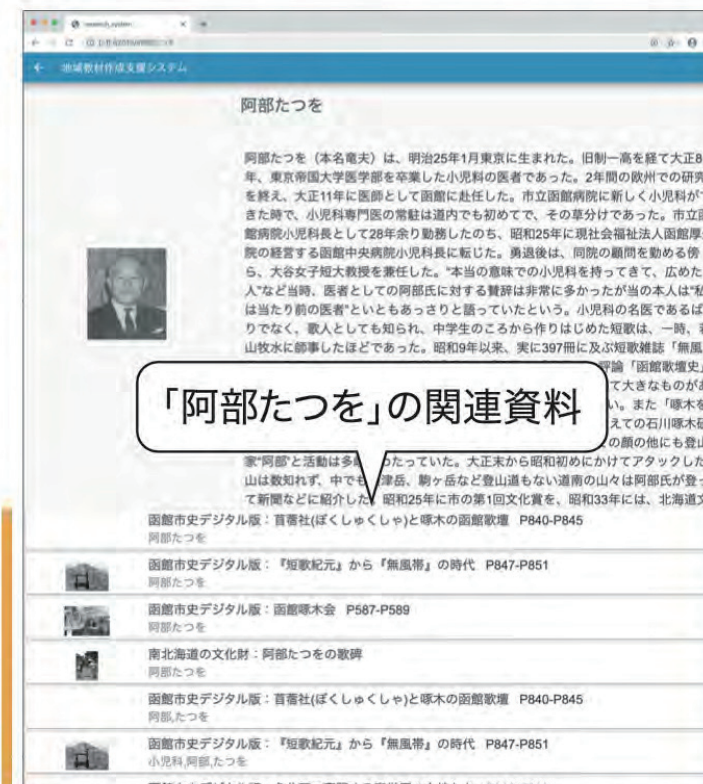 地域教材作成支援システム
阿部たつを
阿部たつを（本名竜夫）は、明治25年1月東京に生まれた。旧制一高を経て大正8
年、東京帝国大学医学部を卒業した小児科の医者であった。2年間の欧州での研究
を終え、大正11年に医師として函館に赴任した。市立函館病院に新しく小児科がで
きた時で、小児科専門医の常駐は道内でも初めてで、その草分けであった。市立函
館病院小児科長として28年余り勤務したのち、昭和25年に現社会福祉法人函館厚生
院の経営する函館中央病院小児科長に転じた。勇退後は、同院の顧問を勤める傍
ら、大谷女子短大教授を兼任した。“本当の意味での小児科を持ってきて、広めた
人”など当時、医者としての阿部氏に対する賛辞は非常に多かったが当の本人は“私
は当たり前の医者”といともあっさりと語っていたという。小児科の名医であるば
りでなく、歌人としても知られ、中学生のころから作りはじめた短歌は、一時、若
山牧水に師事したほどであった。昭和9年以来、実に397冊に及ぶ短歌雑誌「無風
評論「函館歌壇史」
て大きなものがあ
い。また「啄木を
えての石川啄木研
の顔の他にも登山
「阿部たつを」の関連資料
家“阿部”と活動は多 わたっていた。大正末から昭和初めにかけてアタックした
山は数知れず、中でも 津岳、駒ヶ岳など登山道もない道南の山々は阿部氏が登っ
て新聞などに紹介した。昭和25年に市の第1回文化賞を、昭和33年には、北海道文
函館市史デジタル版：苜蓿社(ぼくしゅくしゃ)と啄木の函館歌壇 P840-P845
阿部たつを
函館市史デジタル版：『短歌紀元』から『無風帯』の時代 P847-P851
阿部たつを
函館市史デジタル版：函館啄木会 P587-P589
阿部たつを
南北海道の文化財：阿部たつをの歌碑
阿部たつを
函館市史デジタル版：苜蓿社(ぼくしゅくしゃ)と啄木の函館歌壇 P840-P845
阿部,たつを
函館市史デジタル版：『短歌紀元』から『無風帯』の時代 P847-P851
小児科,阿部,たつを